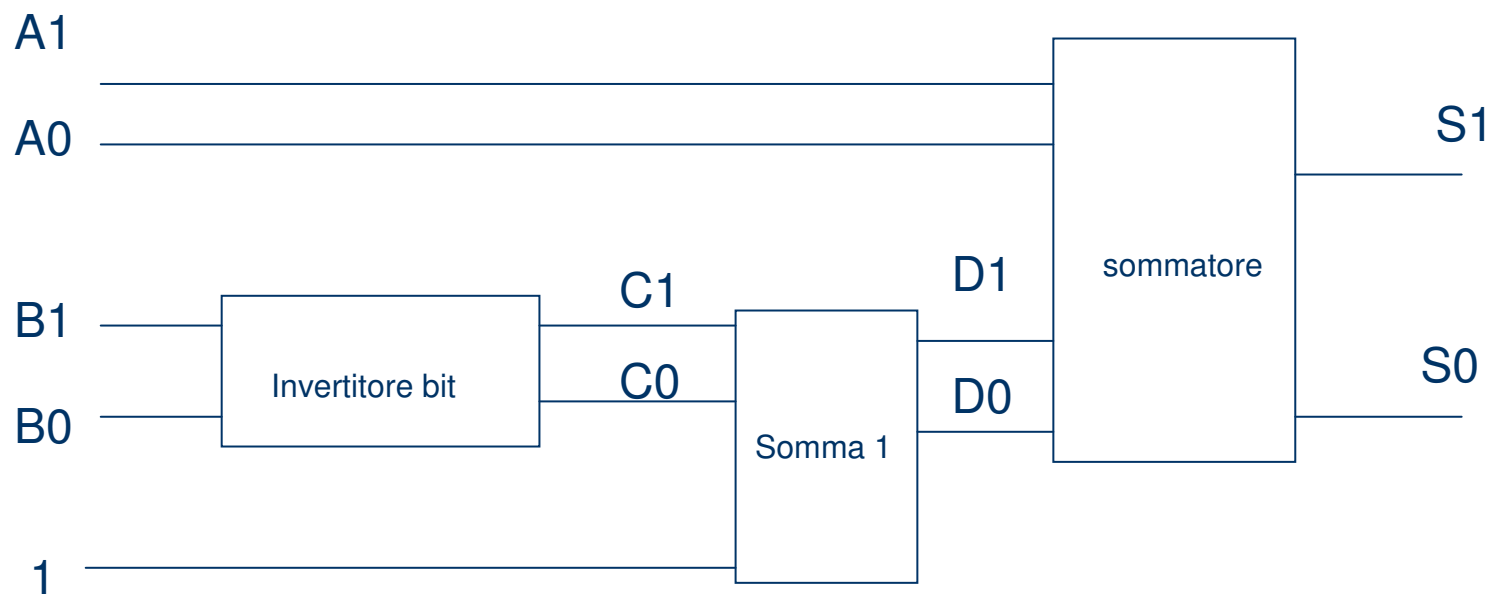 A1
A0
S1
sommatore
D1
C1
B1
Invertitore bit
C0
D0
S0
B0
Somma 1
1